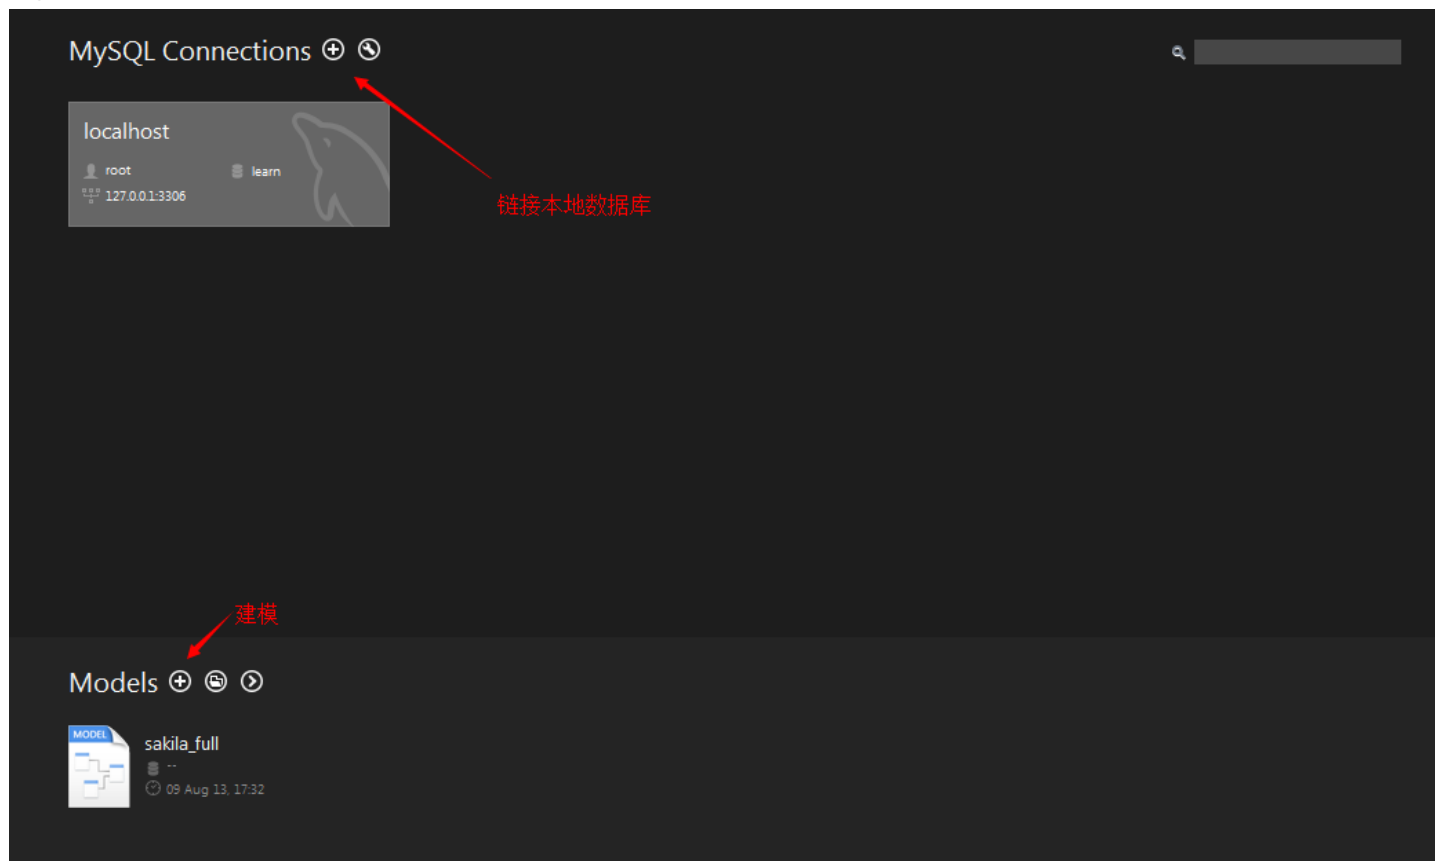 MySQL Connections
localhost
root
learn
127.0.0.1:3306
链接本地数据库
建模
Models
MODEL
sakila_full
--
09 Aug 13, 17:32